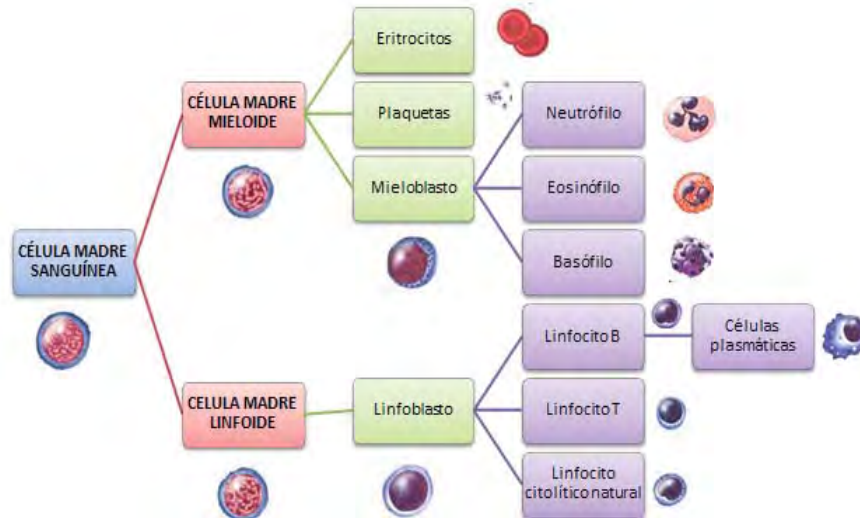 Eritrocitos
CÉLULA MADRE
MIELOIDE
Plaquetas
Neutrófilo
Mieloblasto
Eosinófilo
CÉLULA MADRE
SANGUÍNEA
Basófilo
Linfocito B
Células
plasmáticas
CELULA MADRE
LINFOIDE
Linfoblasto
Linfocito T
Linfocito
citolítico natural